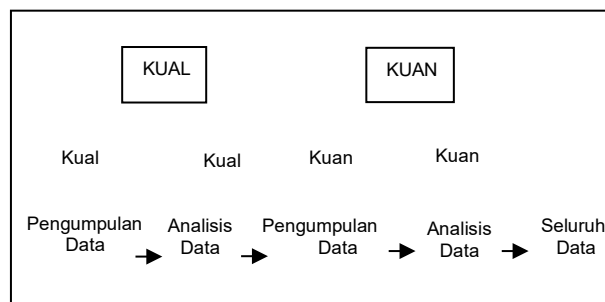 KUAL KUAN
Kual Kual Kuan Kuan
Pengumpulan Analisis Pengumpulan Analisis Seluruh
Data Data Data Data Data